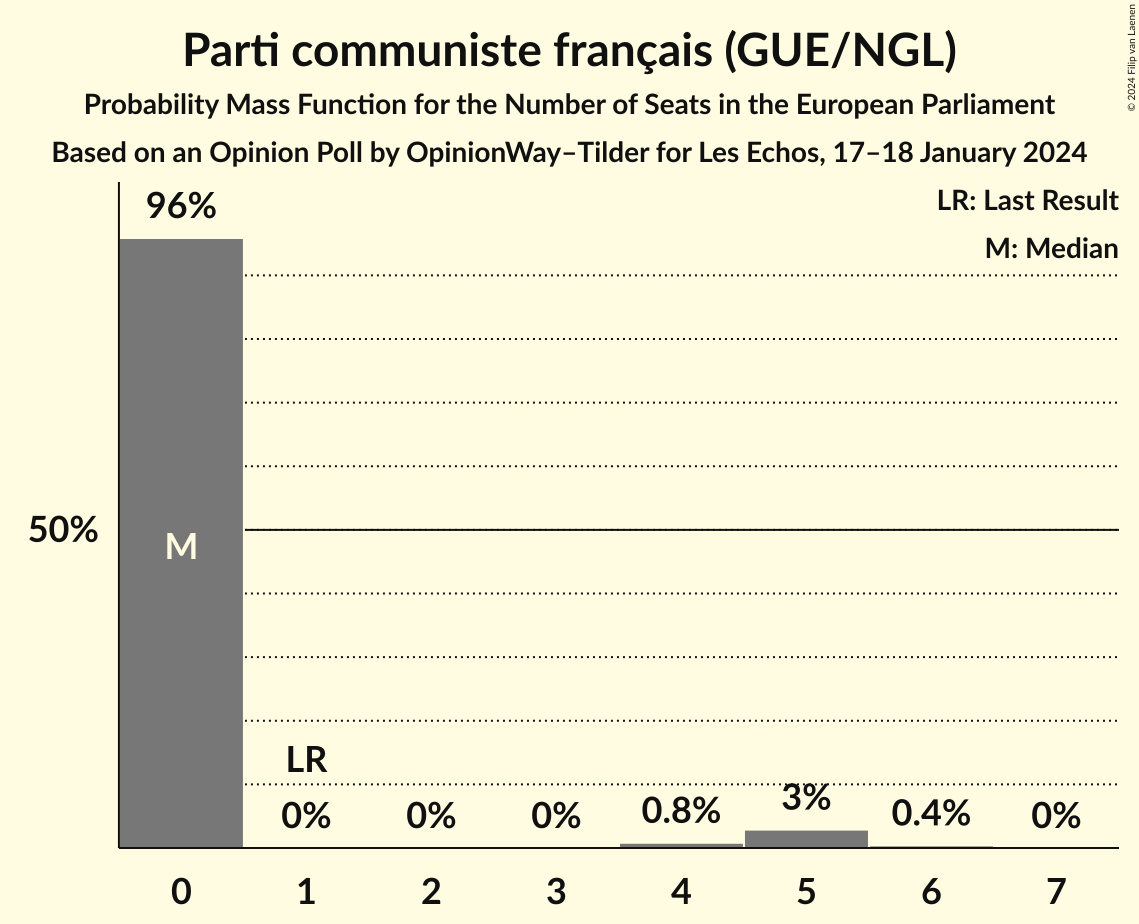 Parti communiste français (GUE/NGL)
Probability Mass Function for the Number of Seats in the European Parliament
Based on an Opinion Poll by OpinionWay–Tilder for Les Echos, 17–18 January 2024
© 2024 Filip van Laenen
LR: Last Result
M: Median
96%
50%
M
LR
0% 0% 0% 0.8% 3% 0.4% 0%
0 1 2 3 4 5 6 7